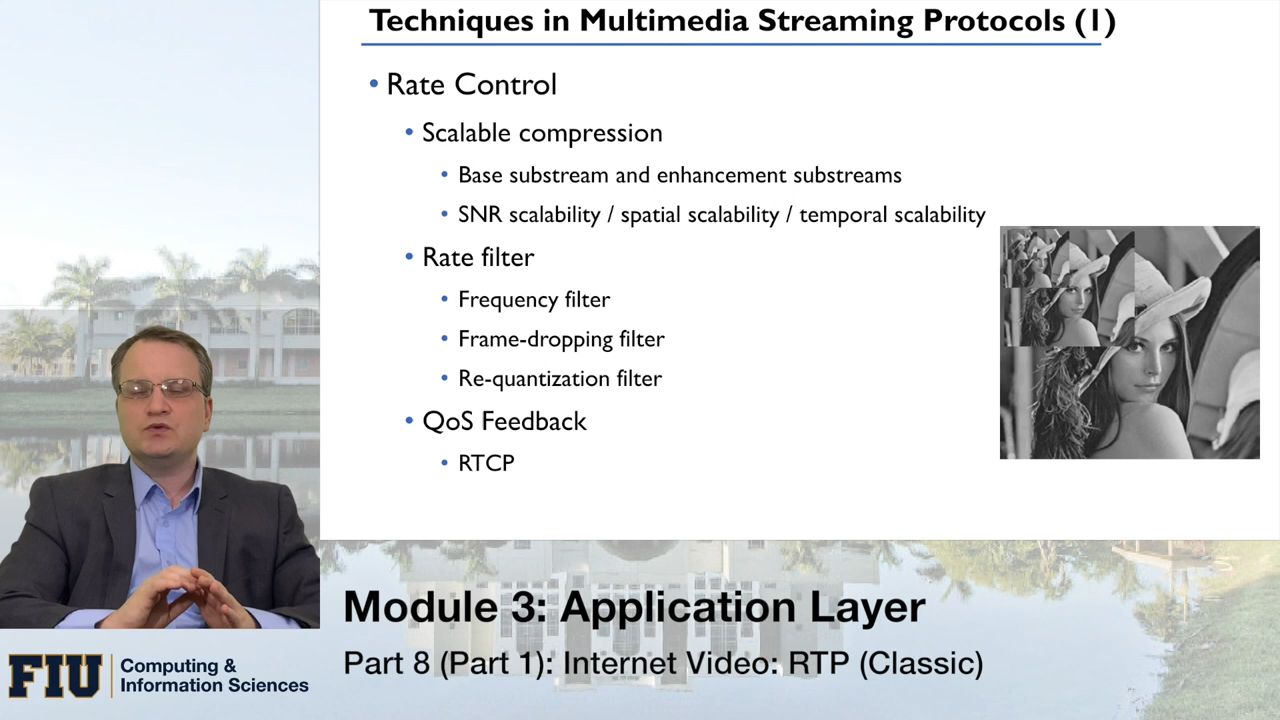 Techniques in Multimedia Streaming Protocols (1)
• Rate Control
• Scalable compression
• Base substream and enhancement substreams
• SNR scalability / spatial scalability / temporal scalability
• Rate filter
• Frequency filter
• Frame-dropping filter
• Re-quantization filter
• QoS Feedback
• RTCP
Module 3: Application Layer
Part 8 (Part 1): Internet Video: RTP (Classic)
FIU
Computing &
Information Sciences